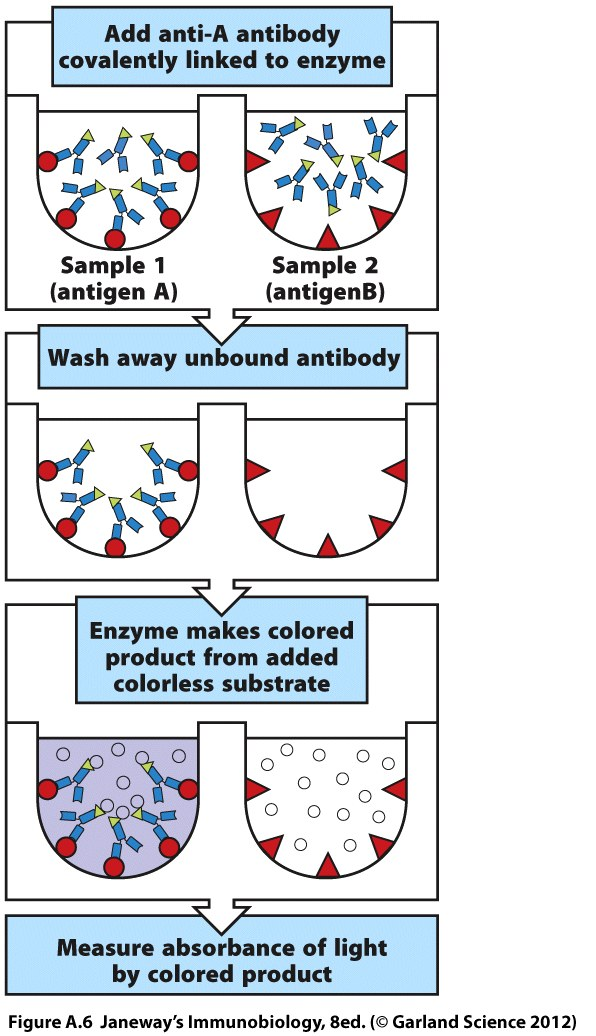 Add anti-A antibody
covalently linked to enzyme
Sample 1
(antigen A)
Sample 2
(antigenB)
Wash away unbound antibody
Enzyme makes colored
product from added
colorless substrate
Measure absorbance of light
by colored product
Figure A.6 Janeway's Immunobiology, 8ed. (© Garland Science 2012)